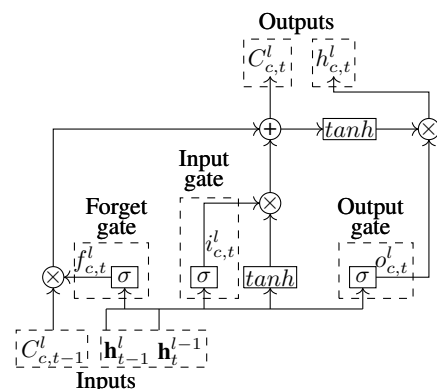 Outputs
C^l_{c,t} h^l_{c,t}
+ tanh ×
Input
gate
×
Forget
gate
Output
gate
f^l_{c,t} i^l_{c,t} o^l_{c,t}
× σ σ tanh σ
C^l_{c,t-1} h^l_{t-1} h^{l-1}_t
Inputs